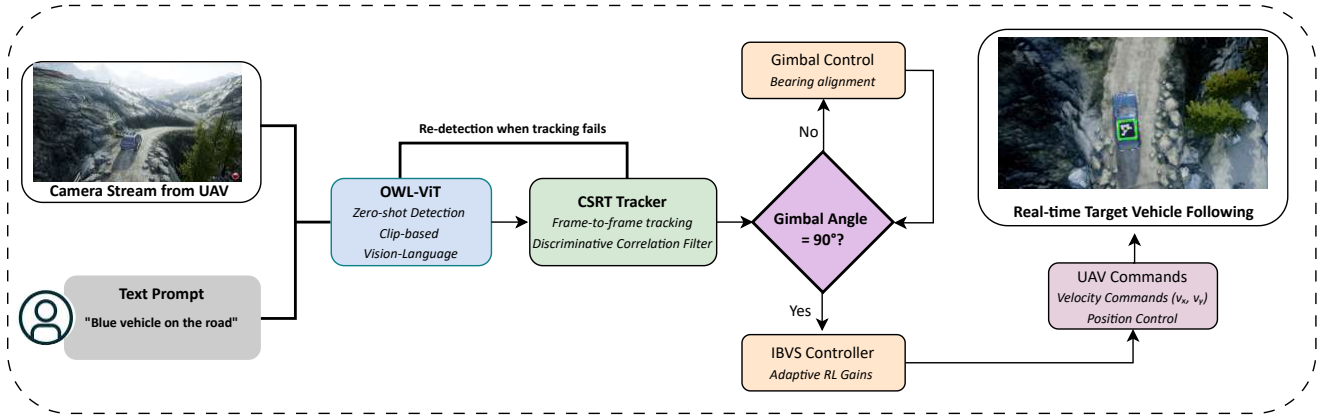 Camera Stream from UAV
Text Prompt
"Blue vehicle on the road"
Re-detection when tracking fails
OWL-ViT
Zero-shot Detection
Clip-based
Vision-Language
CSRT Tracker
Frame-to-frame tracking
Discriminative Correlation Filter
Gimbal Control
Bearing alignment
No
Gimbal Angle
= 90°?
Yes
IBVS Controller
Adaptive RL Gains
UAV Commands
Velocity Commands (vₓ, vᵧ)
Position Control
Real-time Target Vehicle Following